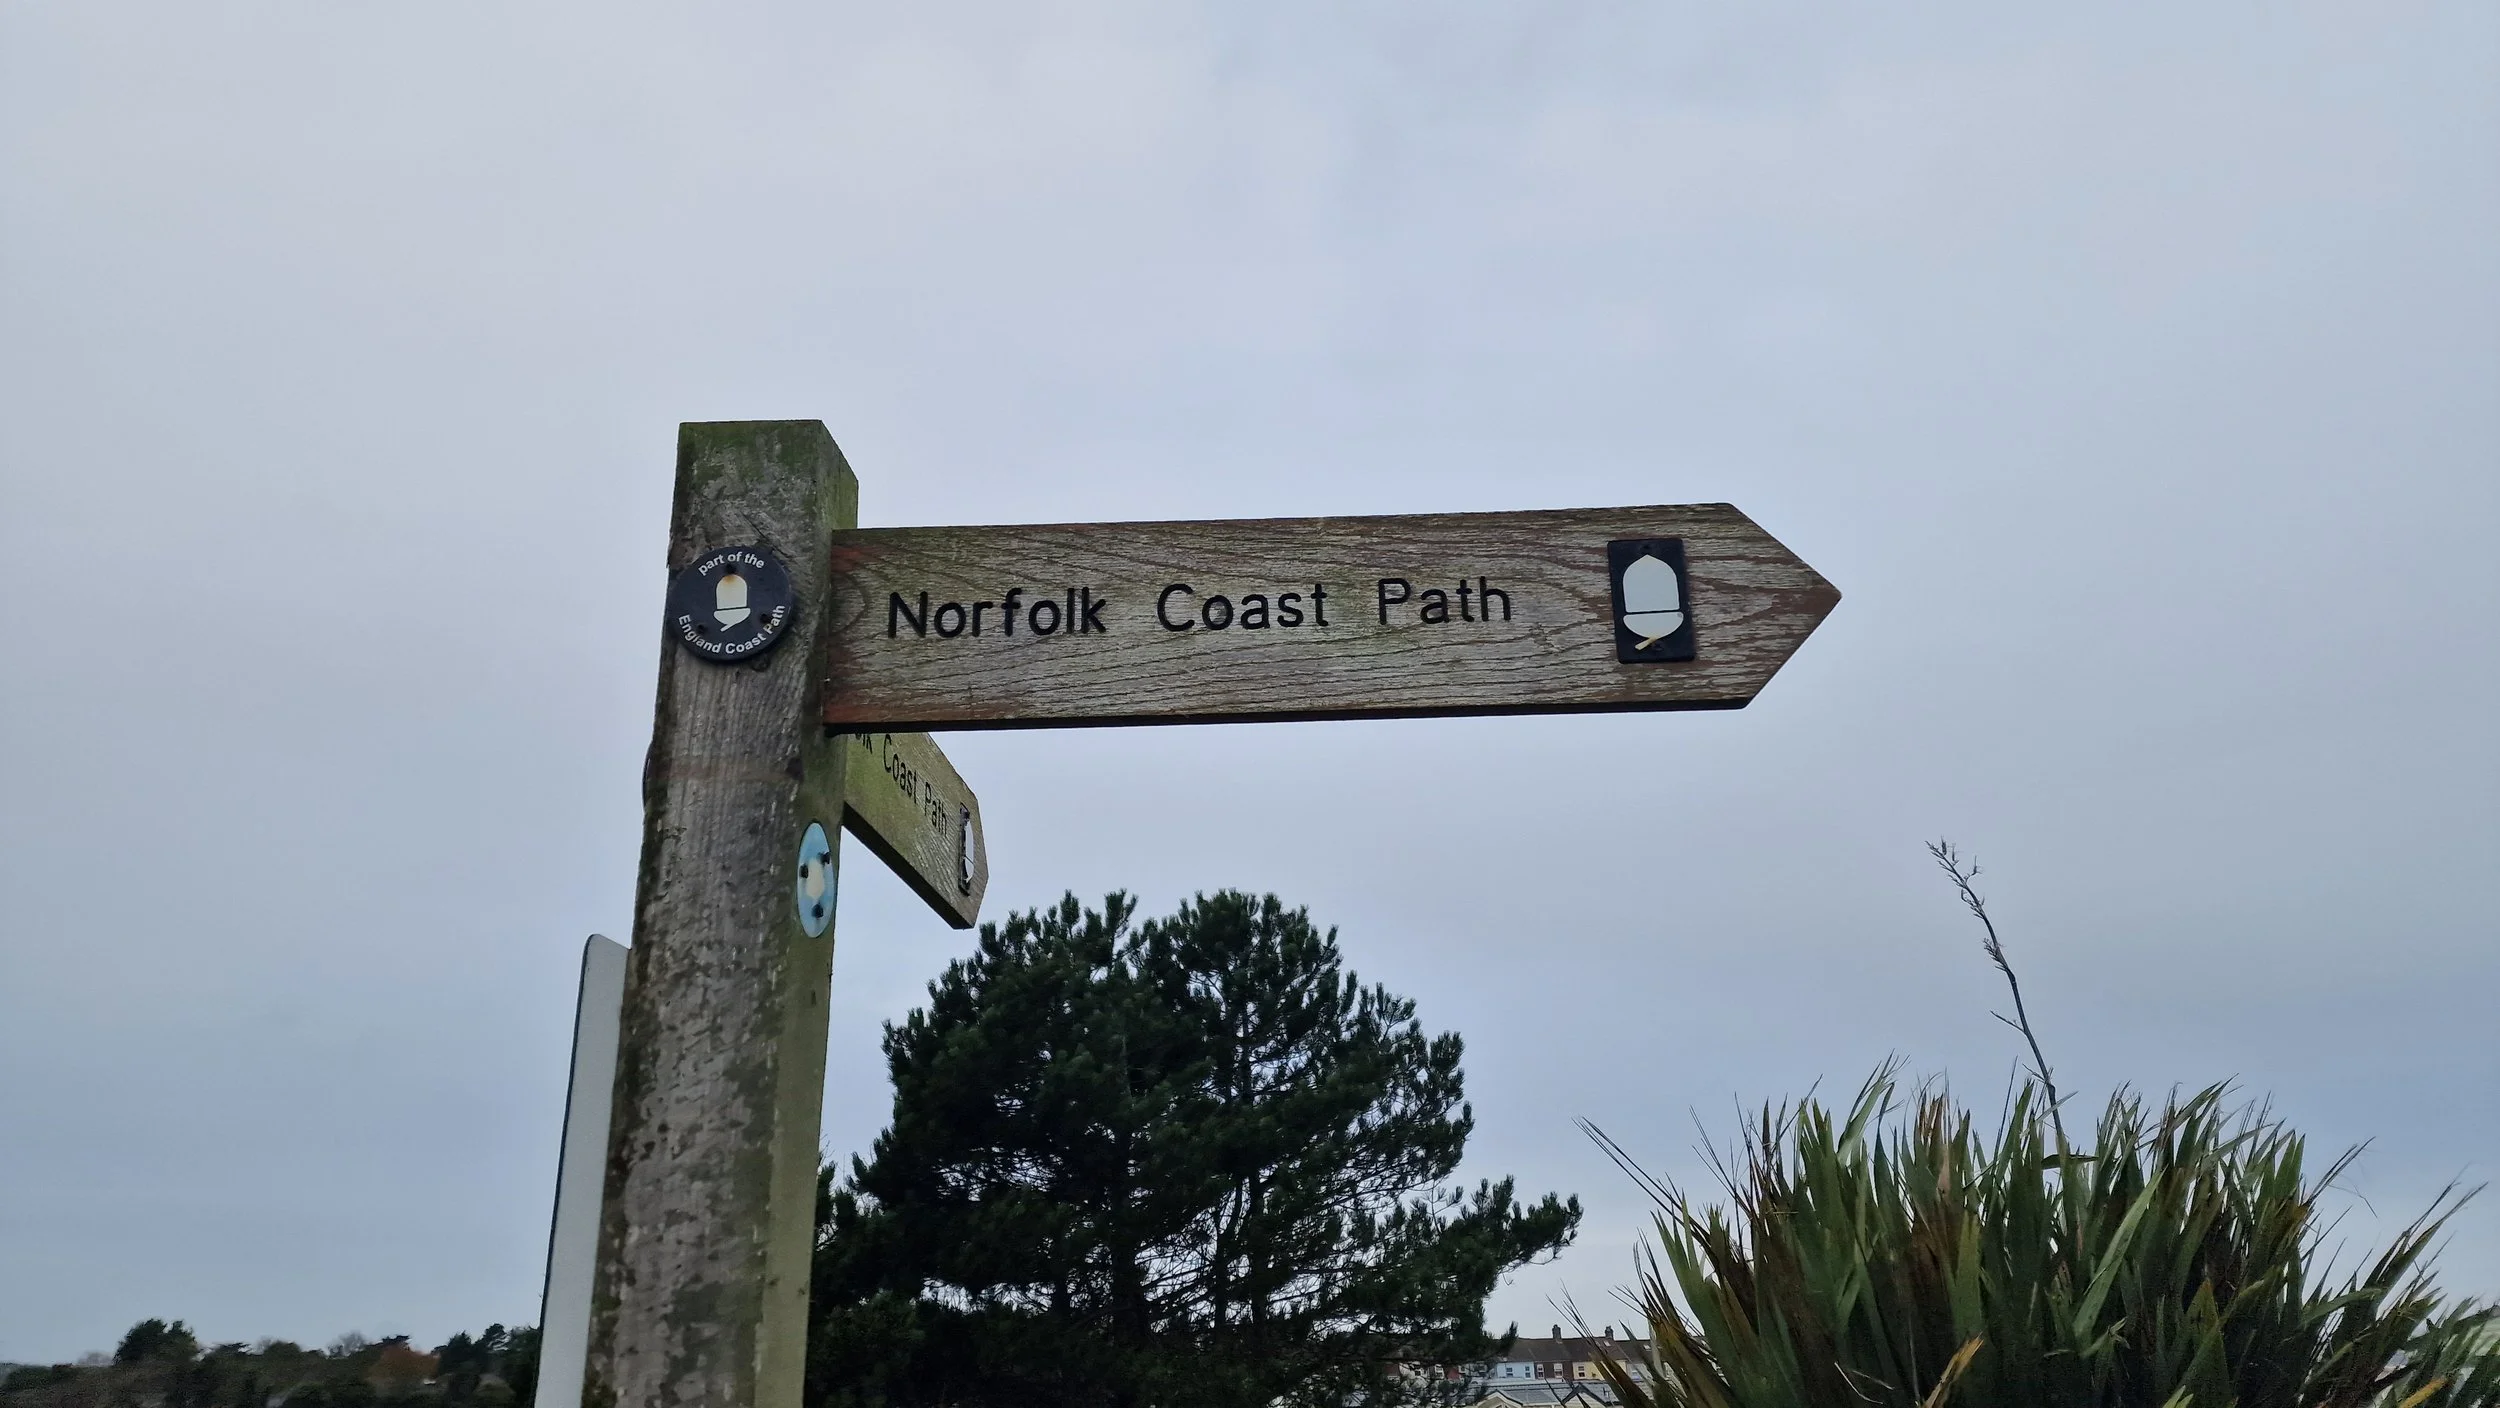 part of the
England Coast Path
Norfolk Coast Path
Coast Path